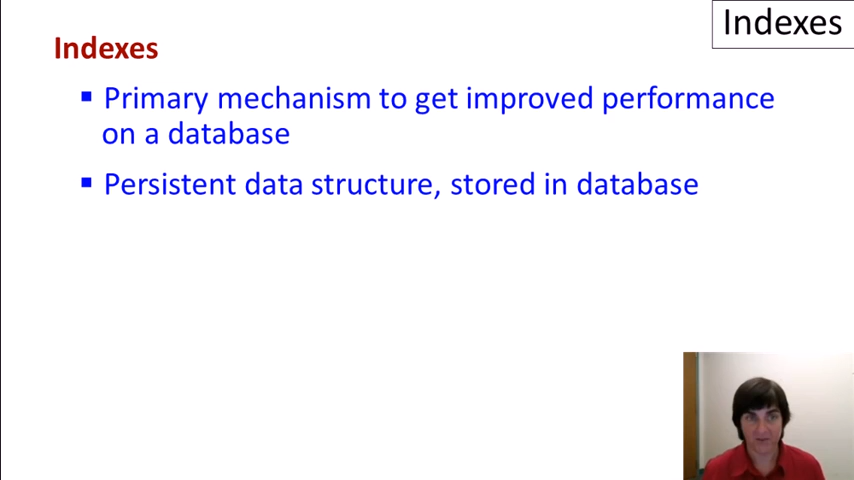 Indexes
Indexes
▪ Primary mechanism to get improved performance
on a database
▪ Persistent data structure, stored in database